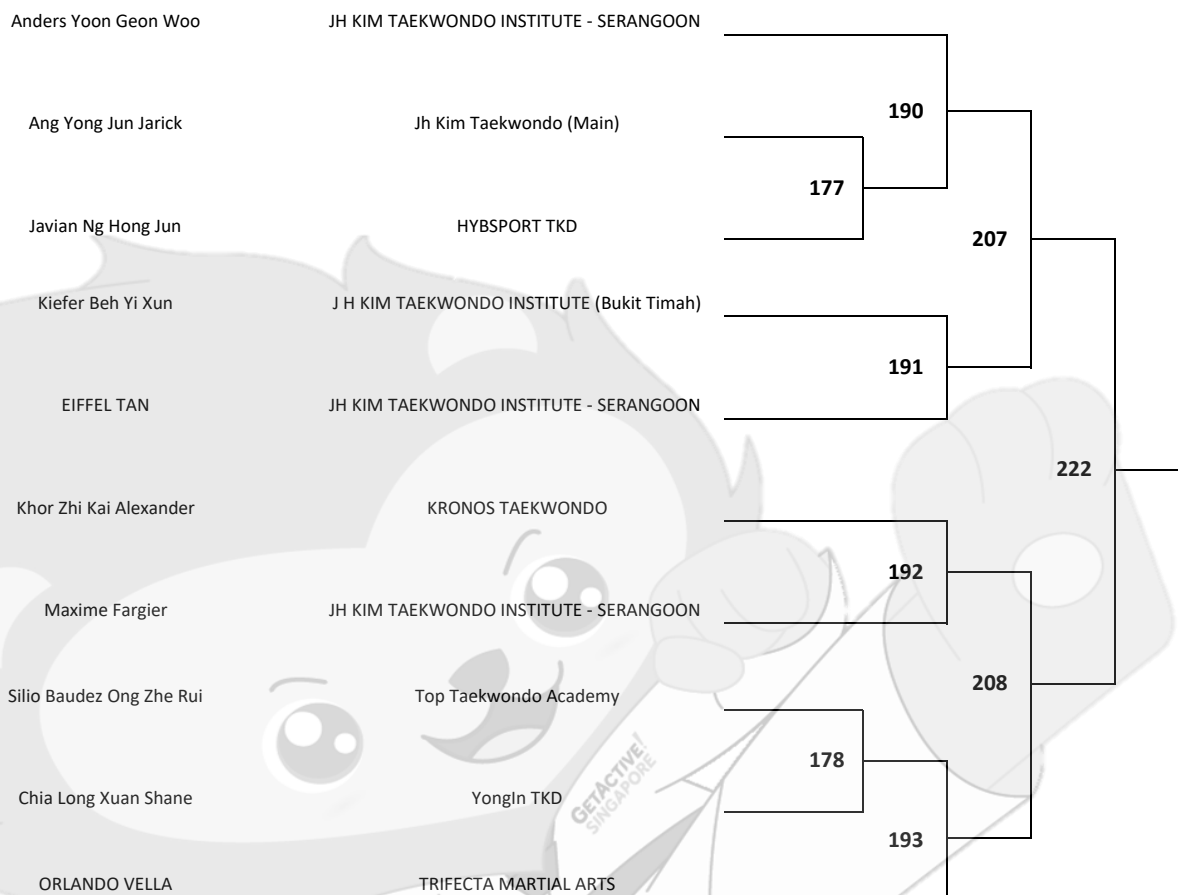 Anders Yoon Geon Woo JH KIM TAEKWONDO INSTITUTE - SERANGOON
190
Ang Yong Jun Jarick Jh Kim Taekwondo (Main)
177
Javian Ng Hong Jun HYBSPORT TKD
207
Kiefer Beh Yi Xun J H KIM TAEKWONDO INSTITUTE (Bukit Timah)
191
EIFFEL TAN JH KIM TAEKWONDO INSTITUTE - SERANGOON
222
Khor Zhi Kai Alexander KRONOS TAEKWONDO
192
Maxime Fargier JH KIM TAEKWONDO INSTITUTE - SERANGOON
208
Silio Baudez Ong Zhe Rui Top Taekwondo Academy
178
GETACTIVE!
SINGAPORE
Chia Long Xuan Shane YongIn TKD
193
ORLANDO VELLA TRIFECTA MARTIAL ARTS